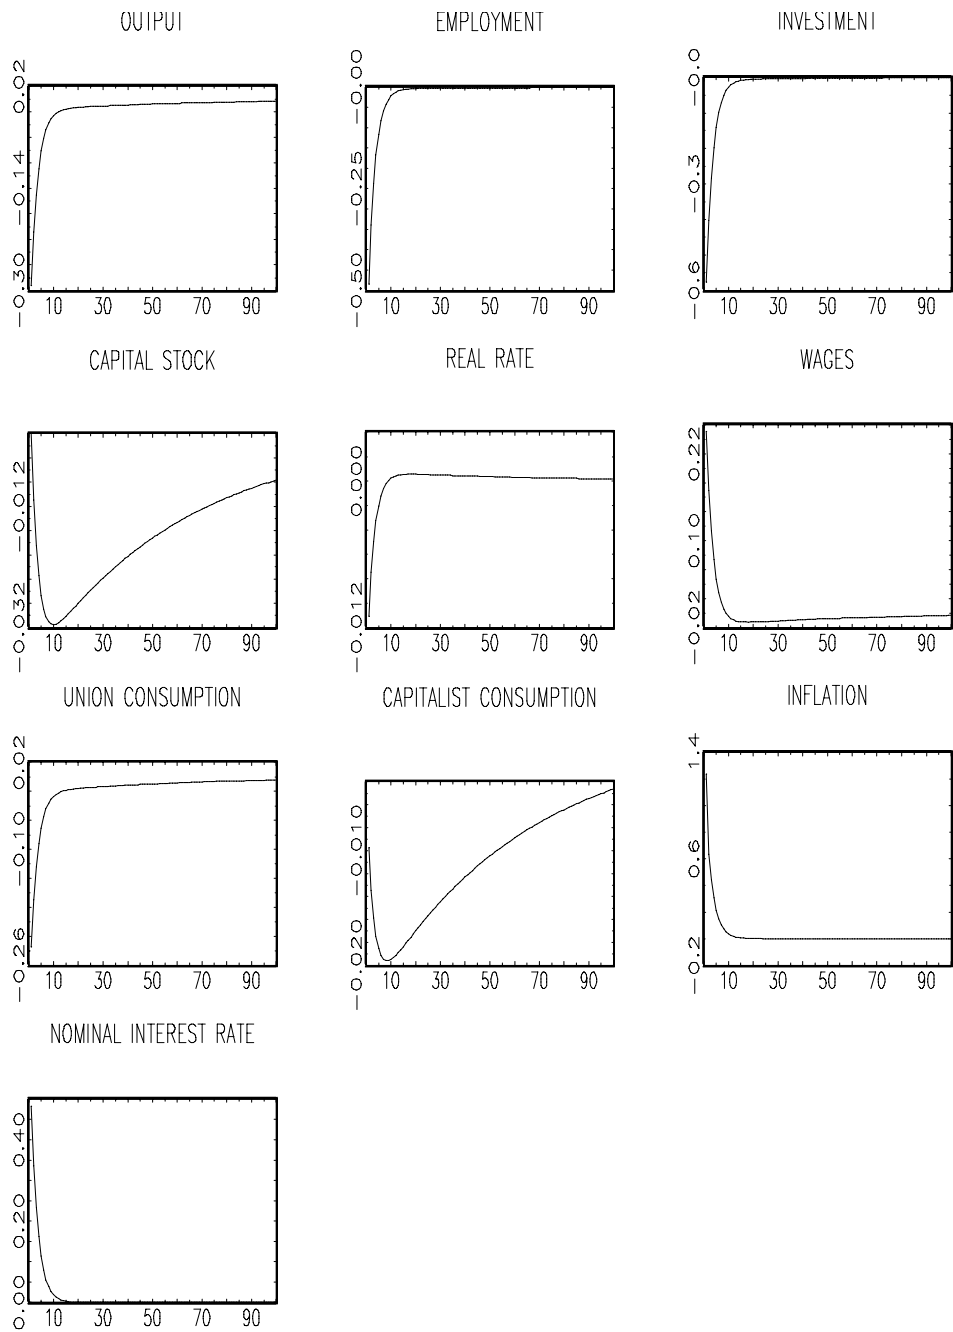 OUTPUT EMPLOYMENT INVESTMENT
0.02 −0.14 −0.30
−0.00 −0.25 −0.50
−0.0 −0.3 −0.6
10 30 50 70 90 10 30 50 70 90 10 30 50 70 90
CAPITAL STOCK REAL RATE WAGES
−0.012 −0.032
0.000 −0.012
0.22 0.10 −0.02
10 30 50 70 90 10 30 50 70 90 10 30 50 70 90
UNION CONSUMPTION CAPITALIST CONSUMPTION INFLATION
0.02 −0.10 −0.26
−0.010 −0.020
1.4 0.6 −0.2
10 30 50 70 90 10 30 50 70 90 10 30 50 70 90
NOMINAL INTEREST RATE
0.40 0.20 0.00
10 30 50 70 90